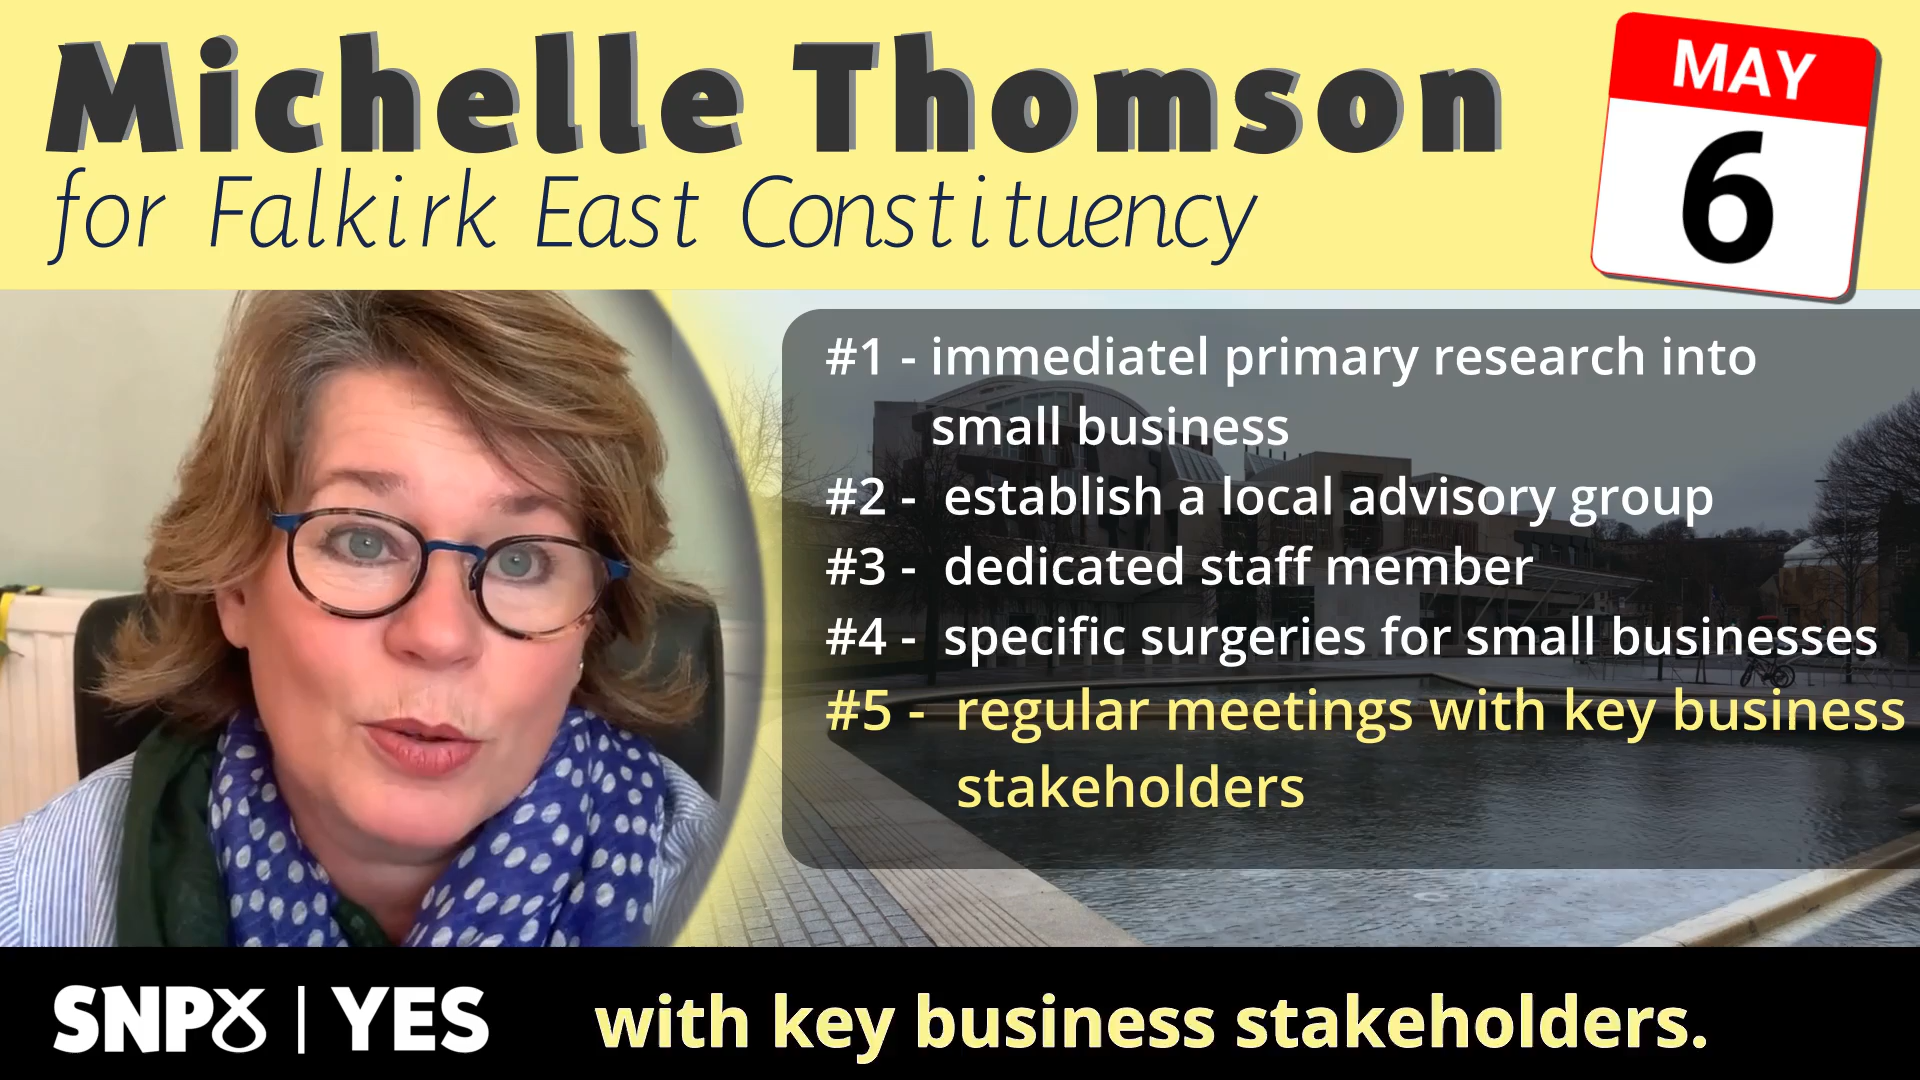 Michelle Thomson
for Falkirk East Constituency
MAY
6
#1 - immediatel primary research into
small business
#2 - establish a local advisory group
#3 - dedicated staff member
#4 - specific surgeries for small businesses
#5 - regular meetings with key business
stakeholders
SNP | YES
with key business stakeholders.